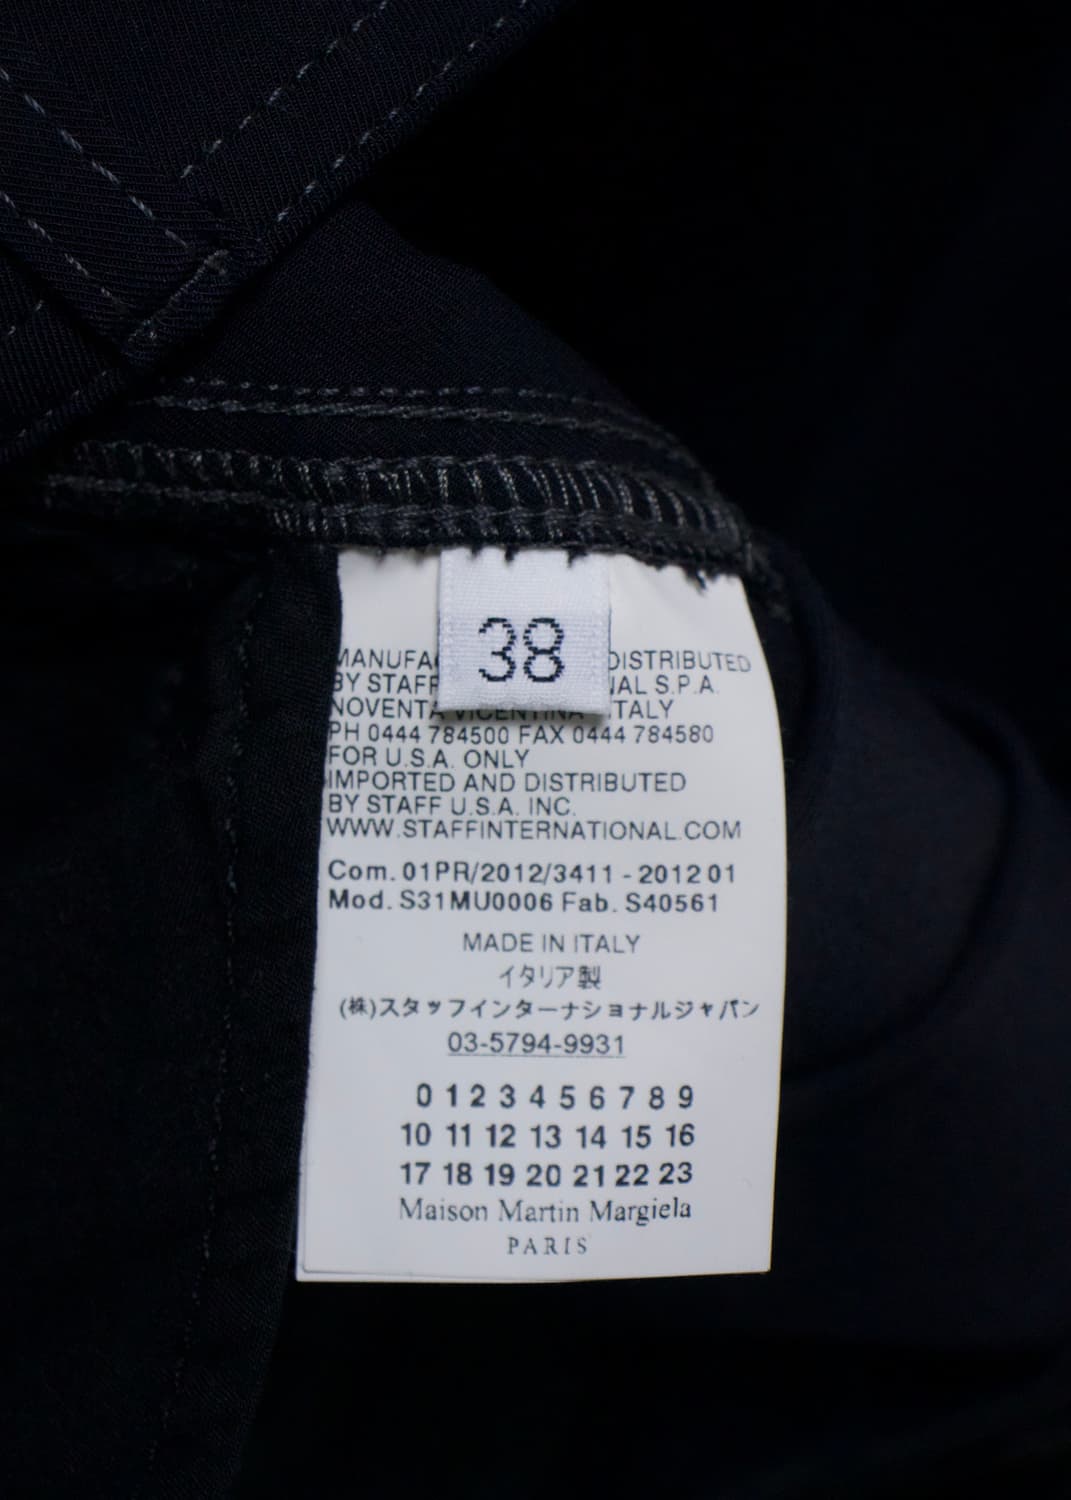 38
DISTRIBUTED
BY STAFF S.P.A.
NOVENTA VICENTINA ITALY
PH 0444 784500 FAX 0444 784580
FOR U.S.A. ONLY
IMPORTED AND DISTRIBUTED
BY STAFF U.S.A. INC.
WWW.STAFFINTERNATIONAL.COM
Com. 01PR/2012/3411 - 2012 01
Mod. S31MU0006 Fab. S40561
MADE IN ITALY
イタリア製
(株)スタッフインターナショナルジャパン
03-5794-9931
0 1 2 3 4 5 6 7 8 9
10 11 12 13 14 15 16
17 18 19 20 21 22 23
Maison Martin Margiela
PARIS